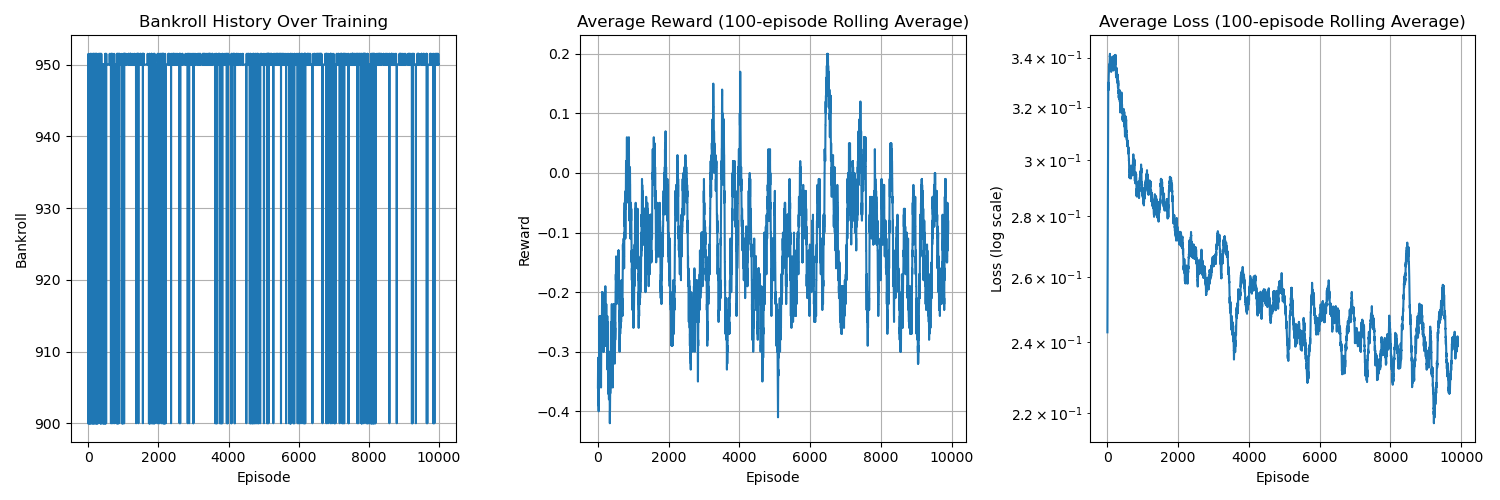 Bankroll History Over Training
950
940
930
920
910
900
Bankroll
0 2000 4000 6000 8000 10000
Episode
Average Reward (100-episode Rolling Average)
0.2
0.1
0.0
−0.1
−0.2
−0.3
−0.4
Reward
0 2000 4000 6000 8000 10000
Episode
Average Loss (100-episode Rolling Average)
3.4 × 10⁻¹
3.2 × 10⁻¹
3 × 10⁻¹
2.8 × 10⁻¹
2.6 × 10⁻¹
2.4 × 10⁻¹
2.2 × 10⁻¹
Loss (log scale)
0 2000 4000 6000 8000 10000
Episode